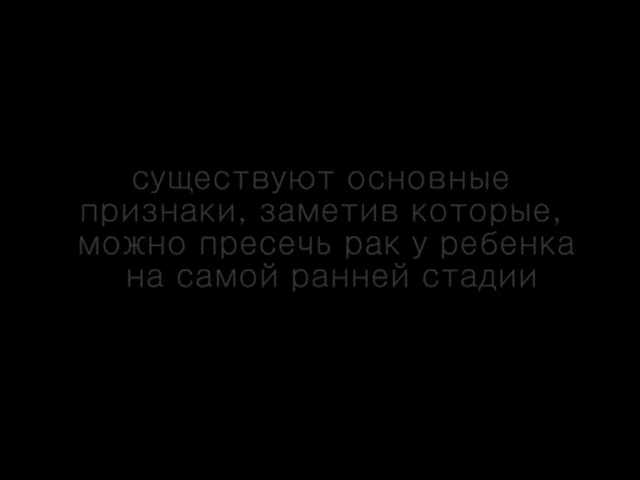 существуют основные
признаки, заметив которые,
можно пресечь рак у ребенка
на самой ранней стадии